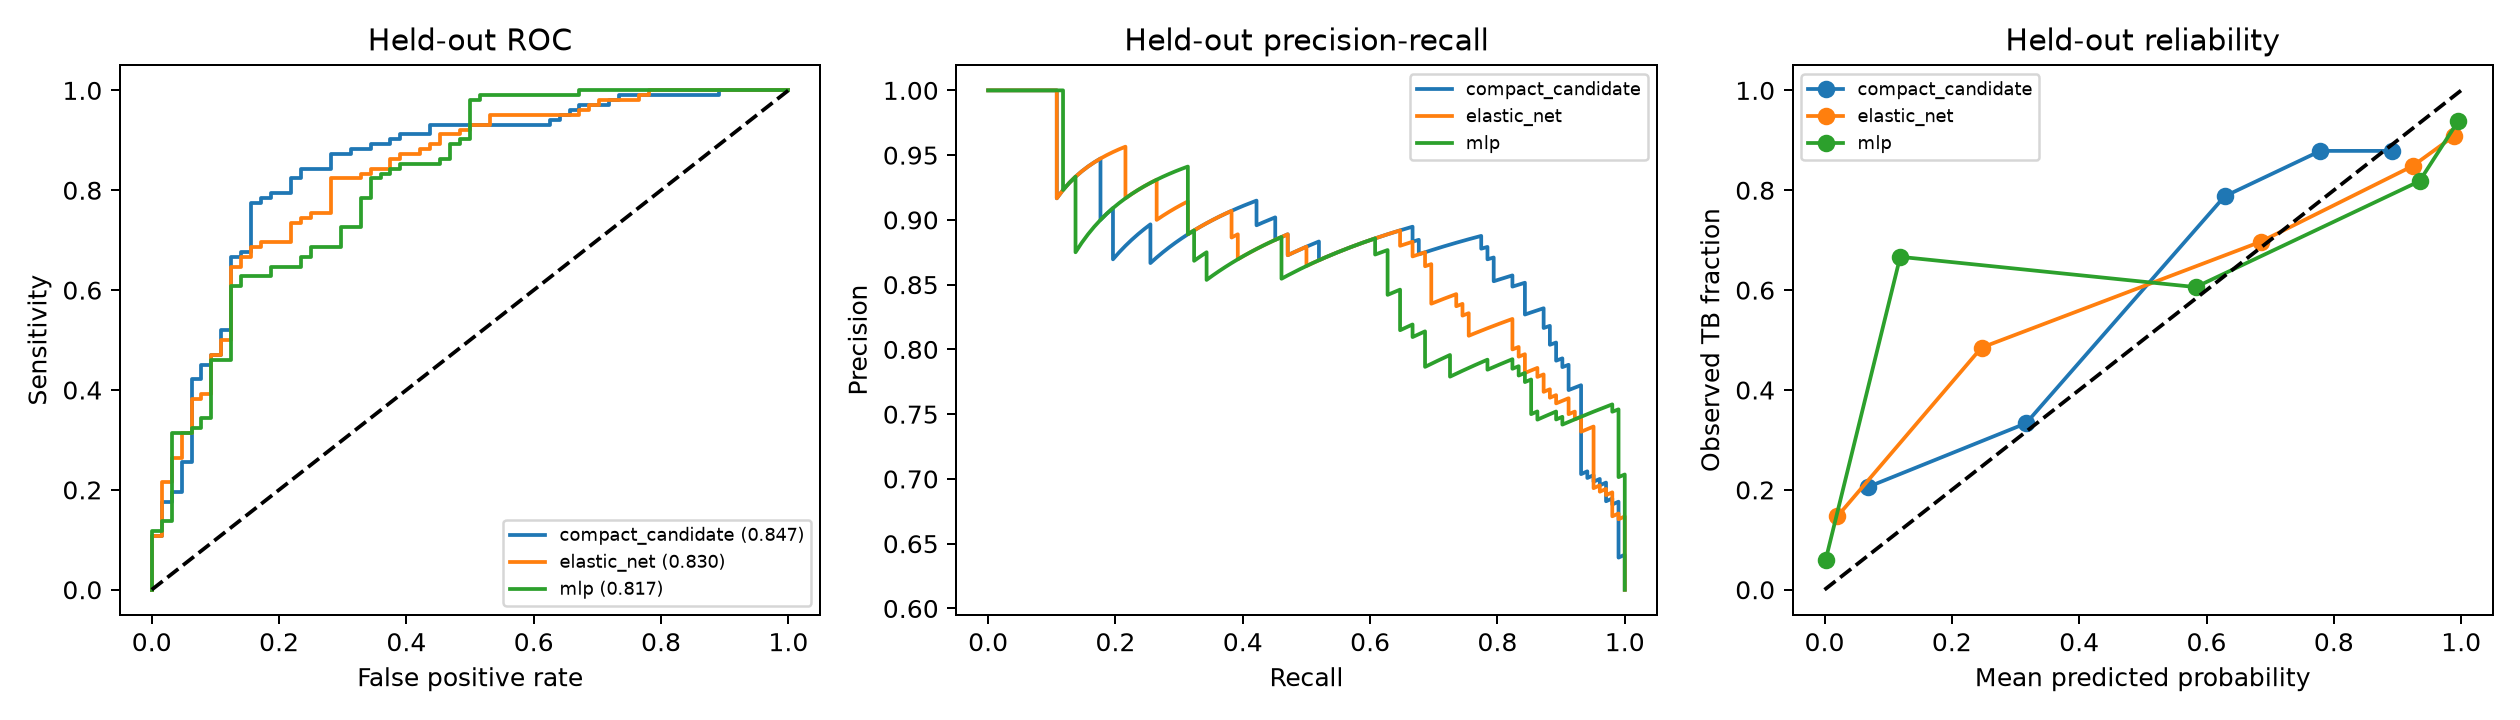 Held-out ROC
Sensitivity
1.0
0.8
0.6
0.4
0.2
0.0
0.0 0.2 0.4 0.6 0.8 1.0
False positive rate
compact_candidate (0.847)
elastic_net (0.830)
mlp (0.817)
Held-out precision-recall
Precision
1.00
0.95
0.90
0.85
0.80
0.75
0.70
0.65
0.60
0.0 0.2 0.4 0.6 0.8 1.0
Recall
compact_candidate
elastic_net
mlp
Held-out reliability
Observed TB fraction
1.0
0.8
0.6
0.4
0.2
0.0
0.0 0.2 0.4 0.6 0.8 1.0
Mean predicted probability
compact_candidate
elastic_net
mlp